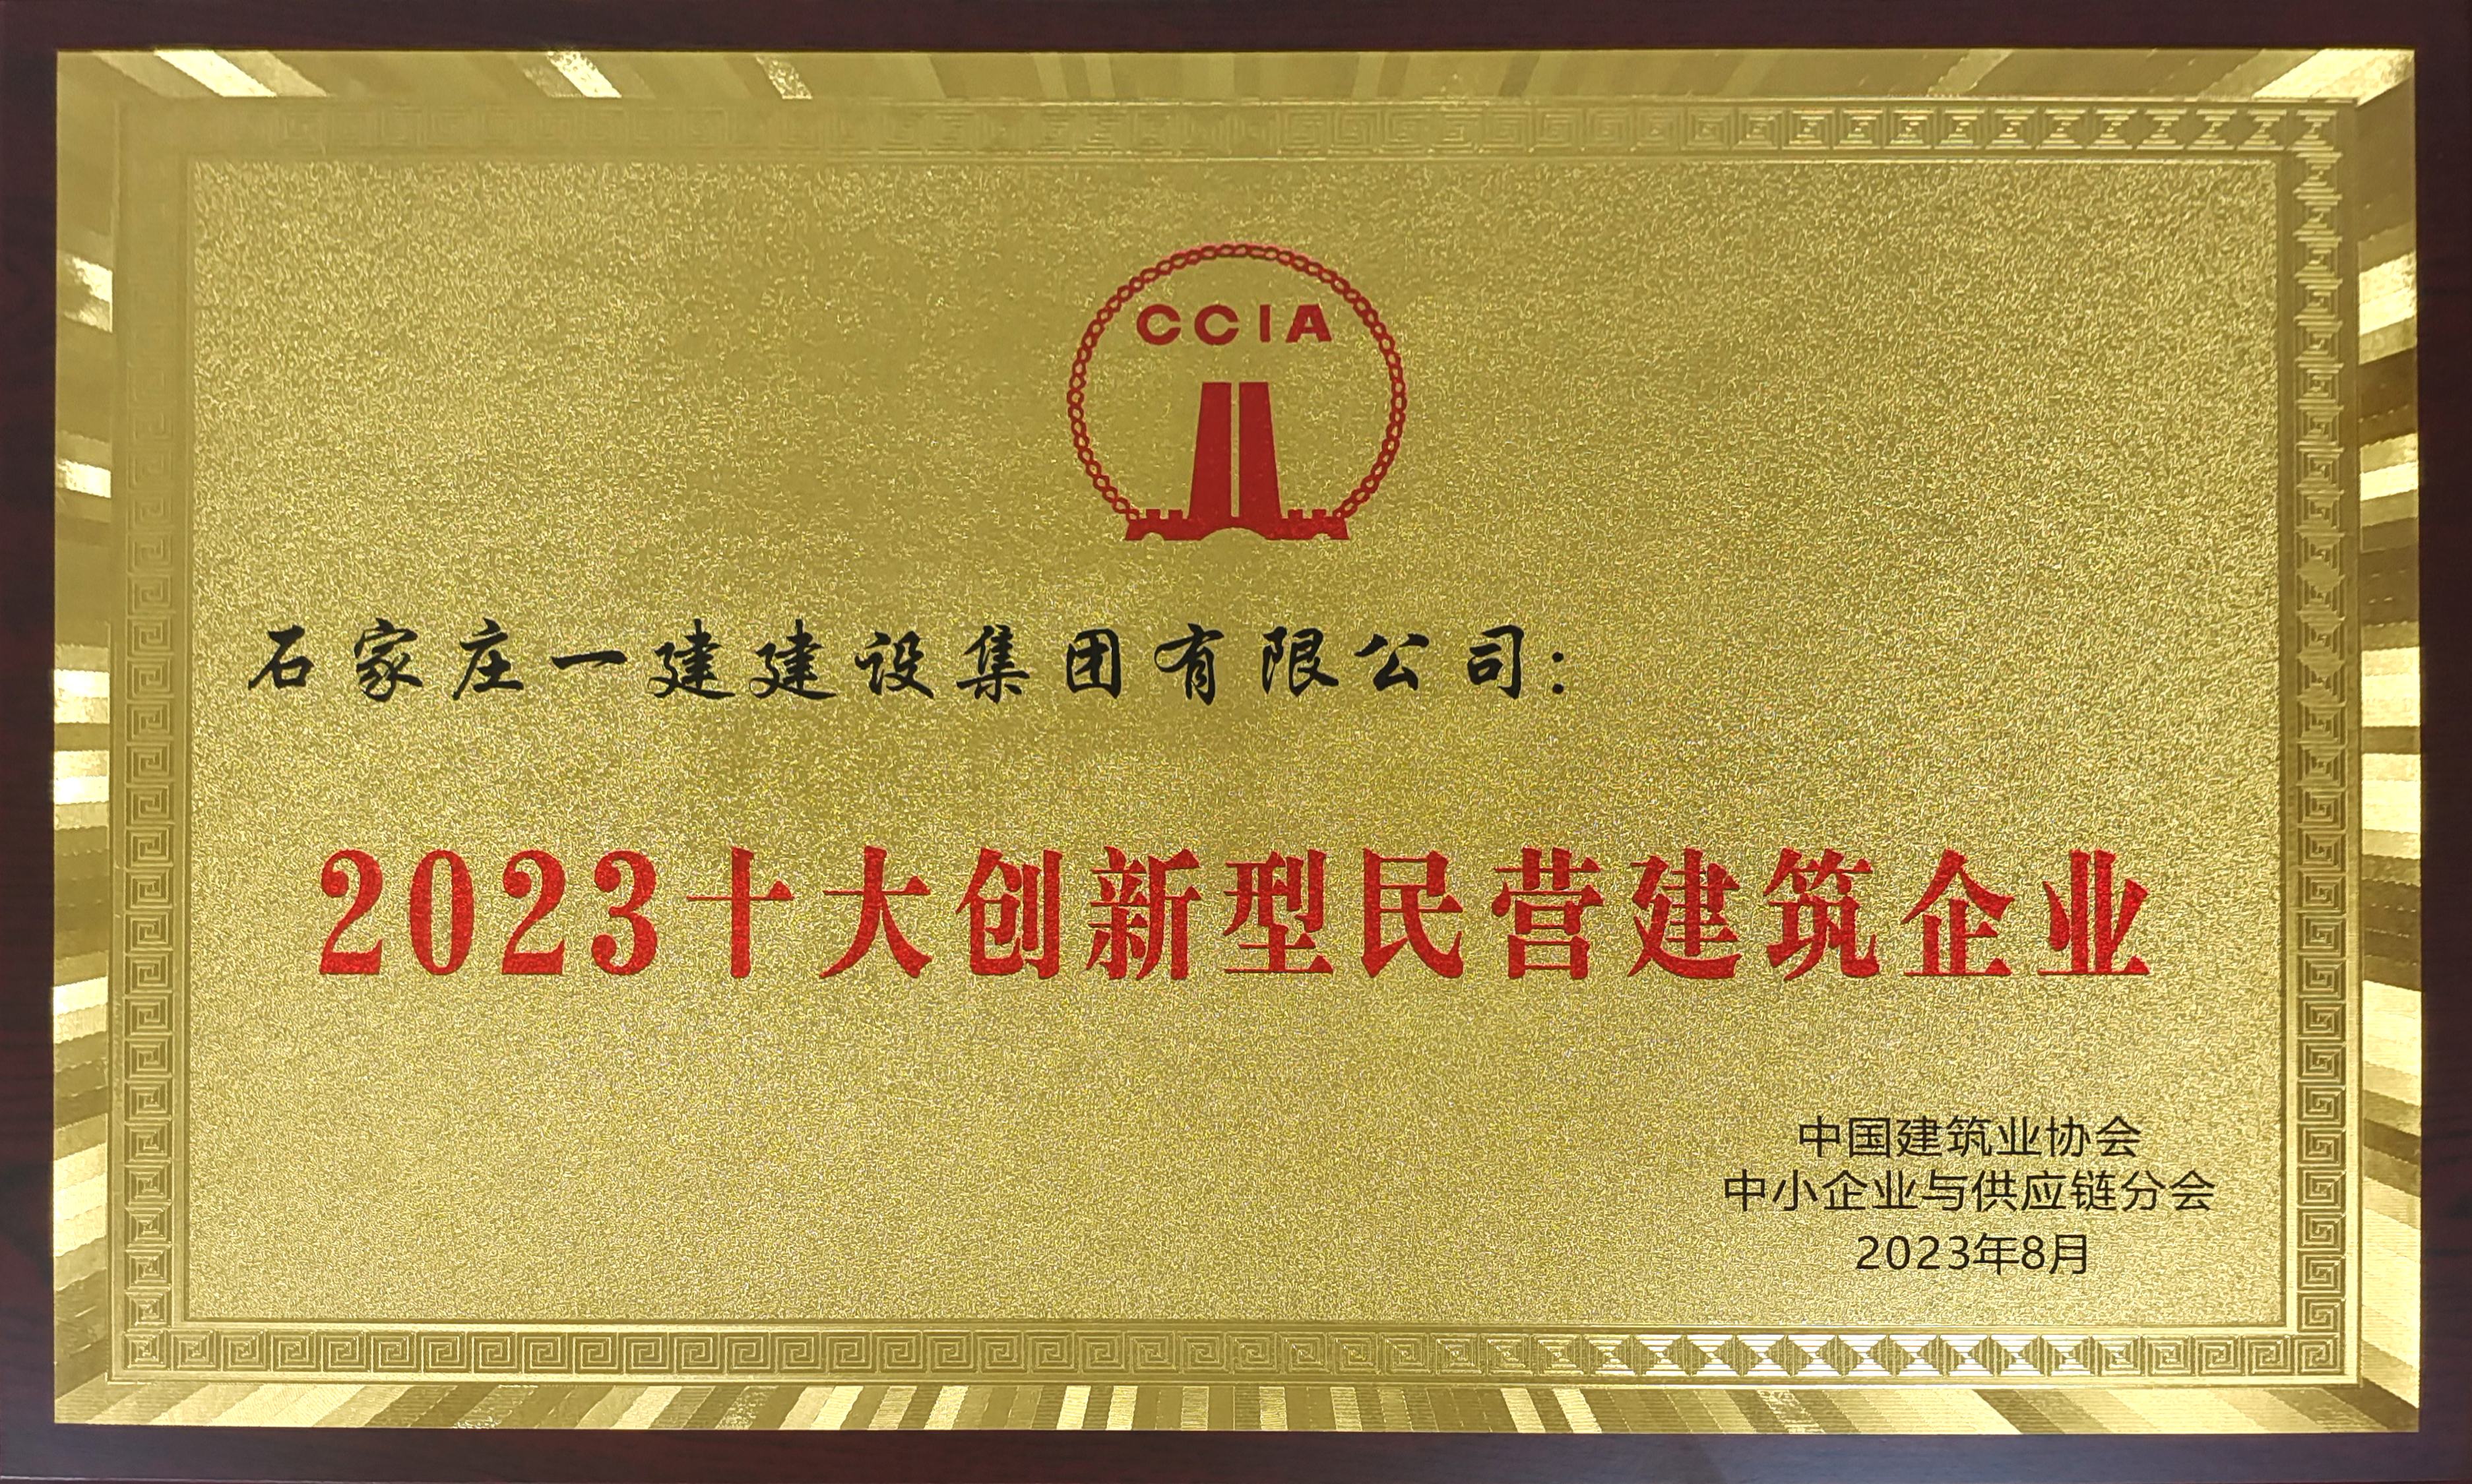 CCIA
石家庄一建建设集团有限公司：
2023十大创新型民营建筑企业
中国建筑业协会
中小企业与供应链分会
2023年8月